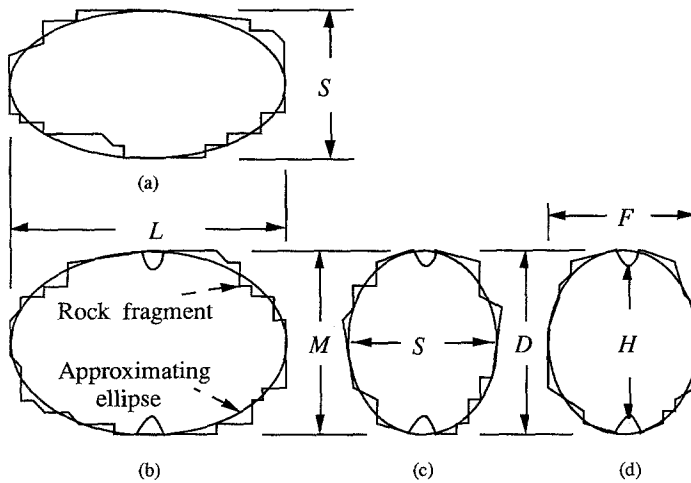 S
(a)
L
F
Rock fragment
M
S
D
H
Approximating
ellipse
(b)
(c)
(d)